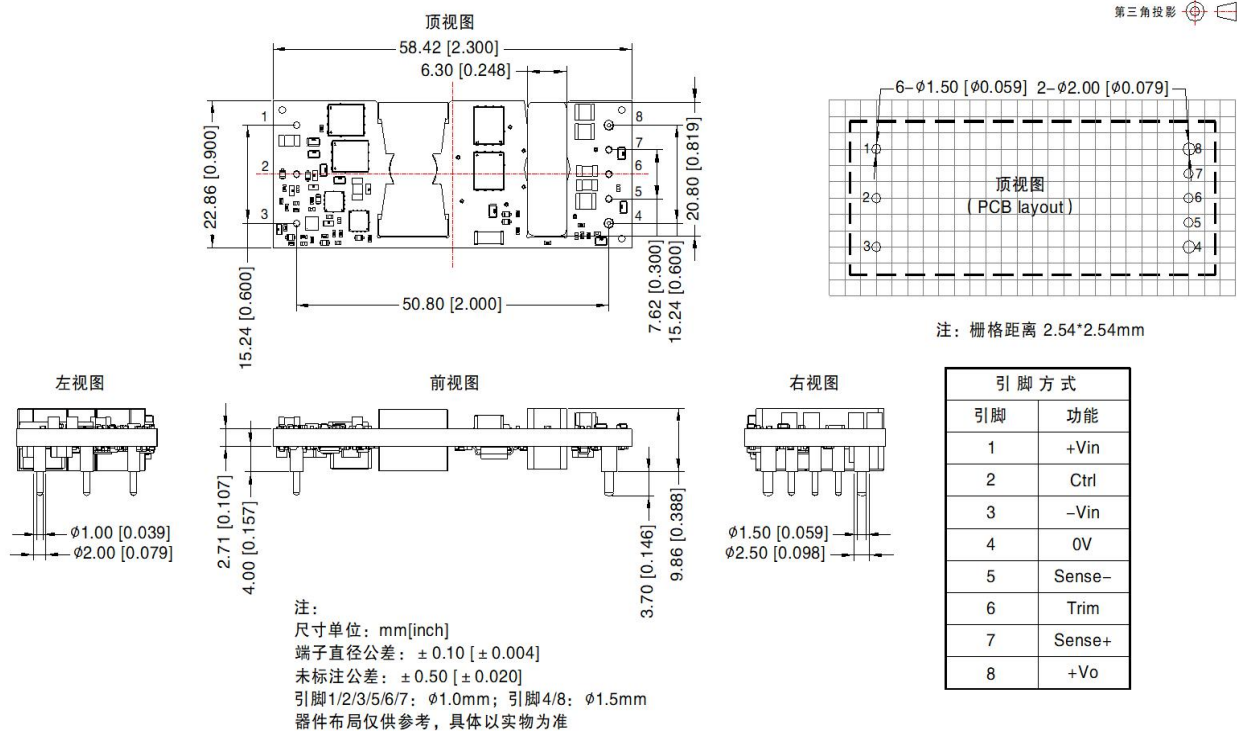 第三角投影
顶视图
58.42 [2.300]
6.30 [0.248]
22.86 [0.900]
15.24 [0.600]
1
2
3
8
7
6
5
4
20.80 [0.819]
7.62 [0.300]
15.24 [0.600]
50.80 [2.000]
6-φ1.50 [φ0.059] 2-φ2.00 [φ0.079]
1
2
3
8
7
6
5
4
顶视图
( PCB layout )
注: 栅格距离 2.54*2.54mm
左视图
φ1.00 [0.039]
φ2.00 [0.079]
前视图
2.71 [0.107]
4.00 [0.157]
3.70 [0.146]
9.86 [0.388]
右视图
φ1.50 [0.059]
φ2.50 [0.098]
引脚方式
引脚 功能
1 +Vin
2 Ctrl
3 -Vin
4 0V
5 Sense-
6 Trim
7 Sense+
8 +Vo
注:
尺寸单位: mm[inch]
端子直径公差: ±0.10 [±0.004]
未标注公差: ±0.50 [±0.020]
引脚1/2/3/5/6/7: φ1.0mm; 引脚4/8: φ1.5mm
器件布局仅供参考, 具体以实物为准